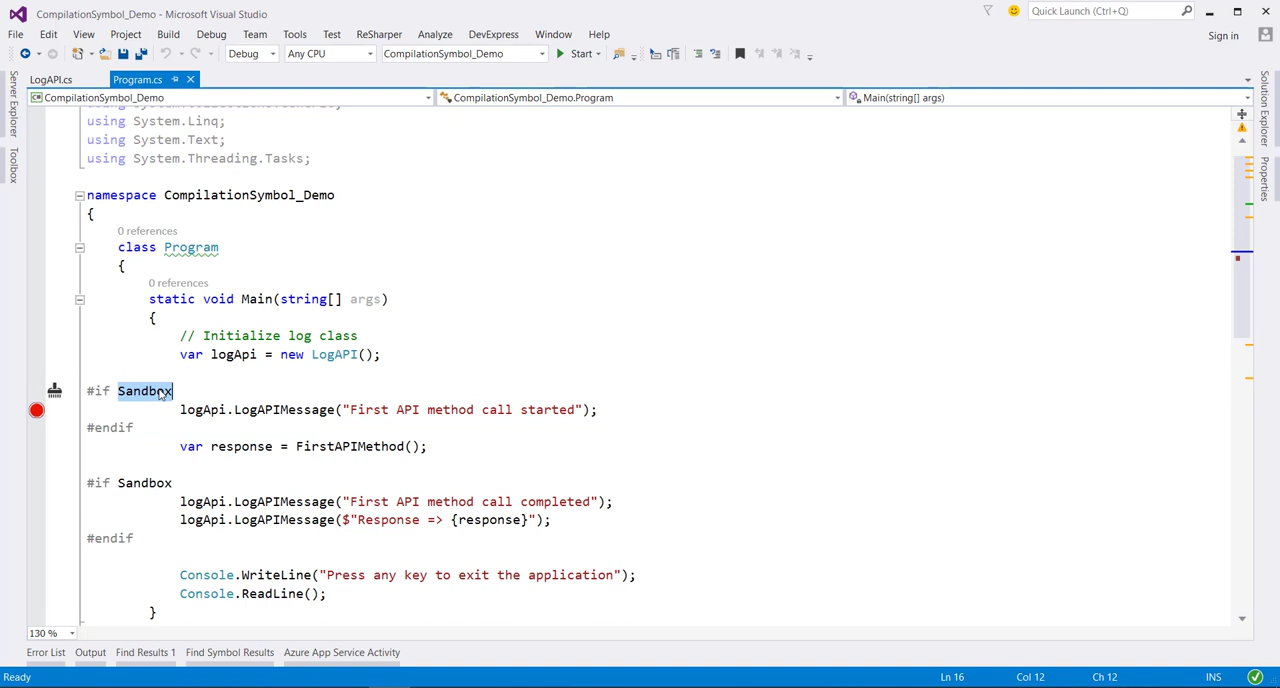 CompilationSymbol_Demo - Microsoft Visual Studio
Quick Launch (Ctrl+Q)
File Edit View Project Build Debug Team Tools Test ReSharper Analyze DevExpress Window Help
Sign in
Debug Any CPU CompilationSymbol_Demo Start
LogAPI.cs Program.cs
CompilationSymbol_Demo CompilationSymbol_Demo.Program Main(string[] args)
Server Explorer
Toolbox
Solution Explorer
Properties
using System.Linq;
using System.Text;
using System.Threading.Tasks;
namespace CompilationSymbol_Demo
{
0 references
class Program
{
0 references
static void Main(string[] args)
{
// Initialize log class
var logApi = new LogAPI();
#if Sandbox
logApi.LogAPIMessage("First API method call started");
#endif
var response = FirstAPIMethod();
#if Sandbox
logApi.LogAPIMessage("First API method call completed");
logApi.LogAPIMessage($"Response => {response}");
#endif
Console.WriteLine("Press any key to exit the application");
Console.ReadLine();
}
130 %
Error List Output Find Results 1 Find Symbol Results Azure App Service Activity
Ready Ln 16 Col 12 Ch 12 INS